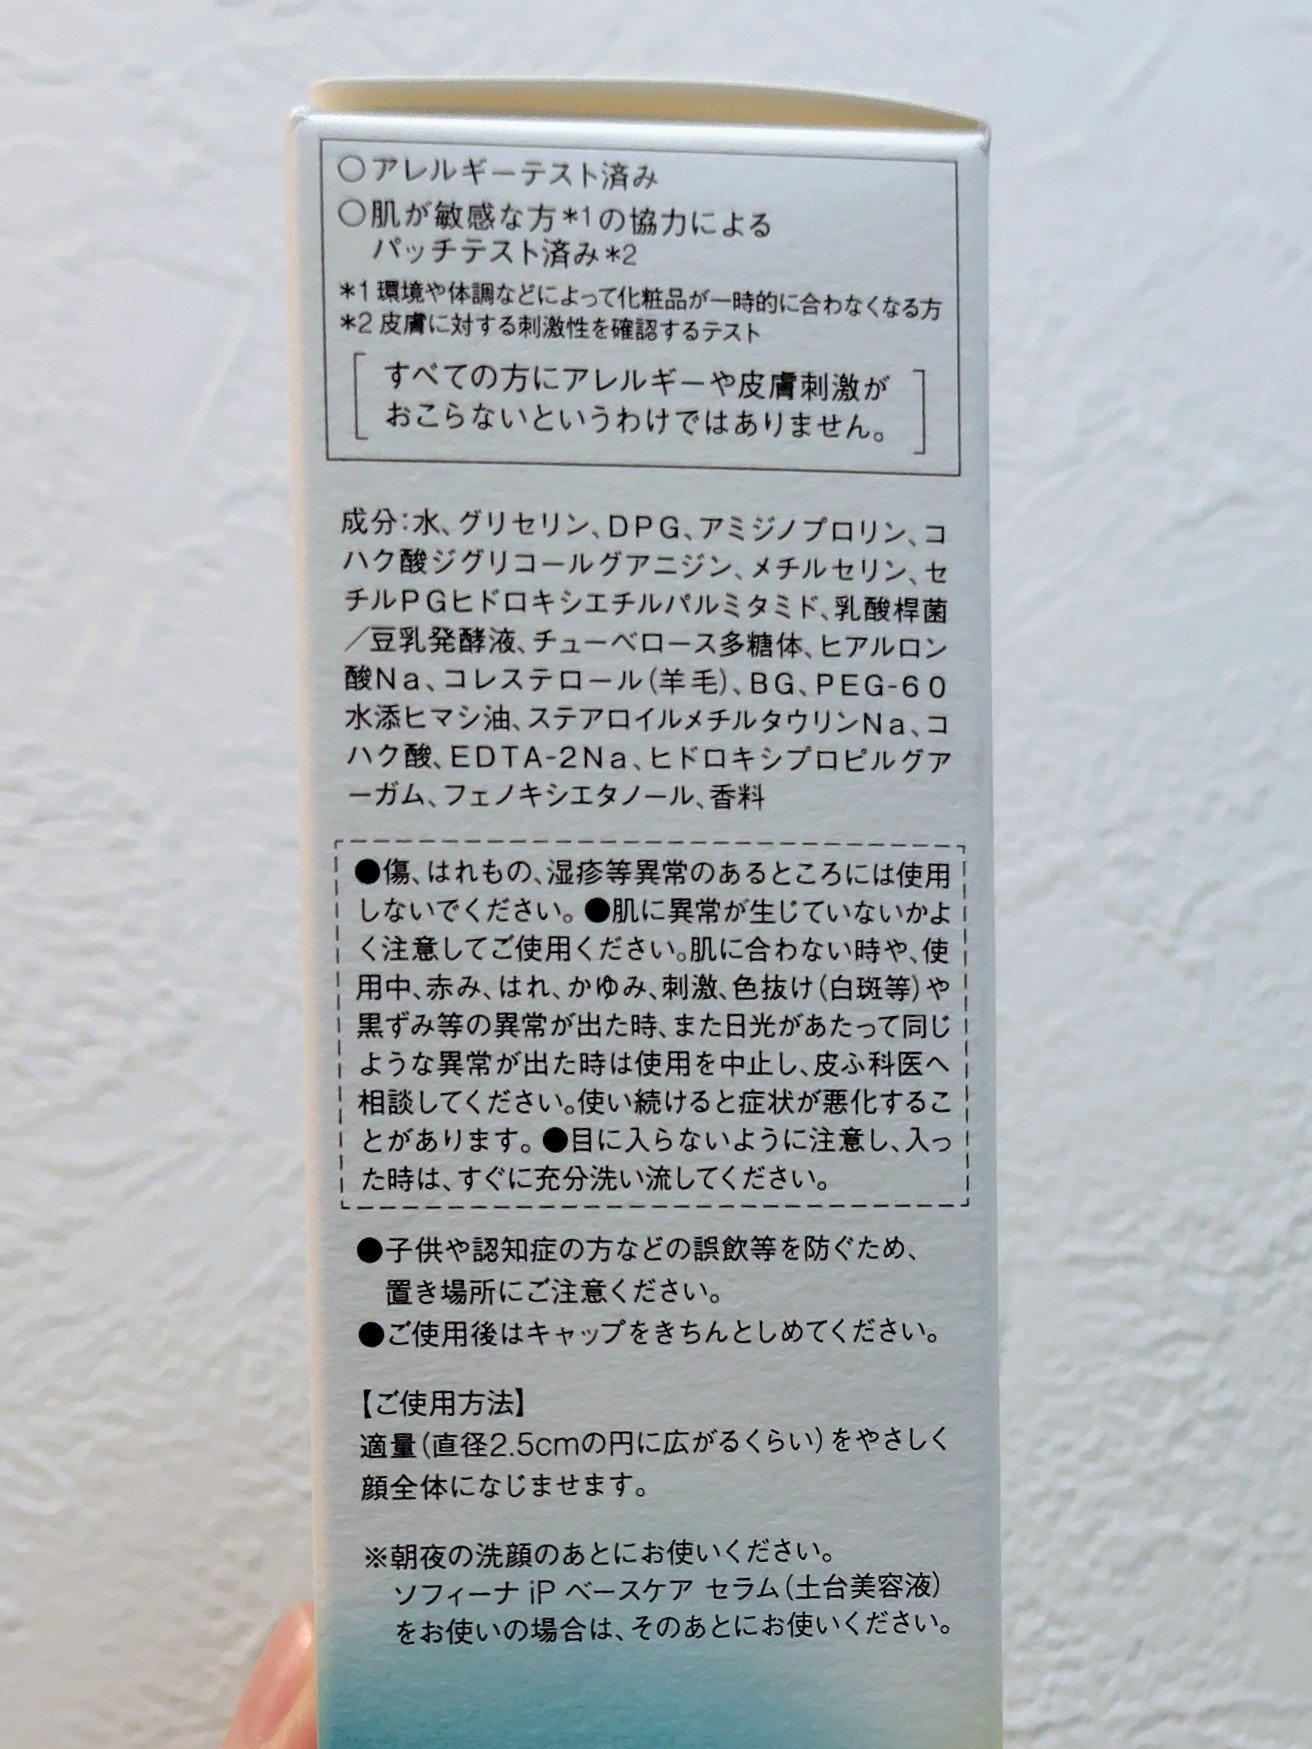 ○アレルギーテスト済み
○肌が敏感な方*1の協力による
パッチテスト済み*2
*1 環境や体調などによって化粧品が一時的に合わなくなる方
*2 皮膚に対する刺激性を確認するテスト
すべての方にアレルギーや皮膚刺激が
おこらないというわけではありません。
成分:水、グリセリン、DPG、アミジノプロリン、コ
ハク酸ジグリコールグアニジン、メチルセリン、セ
チルPGヒドロキシエチルパルミタミド、乳酸桿菌
/豆乳発酵液、チューベロース多糖体、ヒアルロン
酸Na、コレステロール(羊毛)、BG、PEG-60
水添ヒマシ油、ステアロイルメチルタウリンNa、コ
ハク酸、EDTA-2Na、ヒドロキシプロピルグア
ーガム、フェノキシエタノール、香料
●傷、はれもの、湿疹等異常のあるところには使用
しないでください。●肌に異常が生じていないかよ
く注意してご使用ください。肌に合わない時や、使
用中、赤み、はれ、かゆみ、刺激、色抜け(白斑等)や
黒ずみ等の異常が出た時、また日光があたって同じ
ような異常が出た時は使用を中止し、皮ふ科医へ
相談してください。使い続けると症状が悪化するこ
とがあります。●目に入らないように注意し、入っ
た時は、すぐに充分洗い流してください。
●子供や認知症の方などの誤飲等を防ぐため、
置き場所にご注意ください。
●ご使用後はキャップをきちんとしめてください。
【ご使用方法】
適量(直径2.5cmの円に広がるくらい)をやさしく
顔全体になじませます。
※朝夜の洗顔のあとにお使いください。
ソフィーナ iP ベースケア セラム(土台美容液)
をお使いの場合は、そのあとにお使いください。